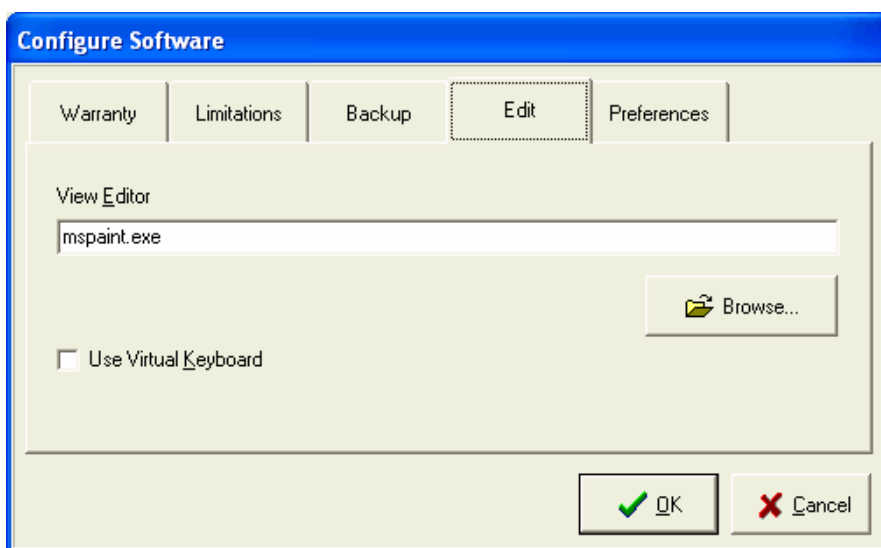 Configure Software
Warranty Limitations Backup Edit Preferences
View Editor
mspaint.exe
Browse...
Use Virtual Keyboard
OK Cancel